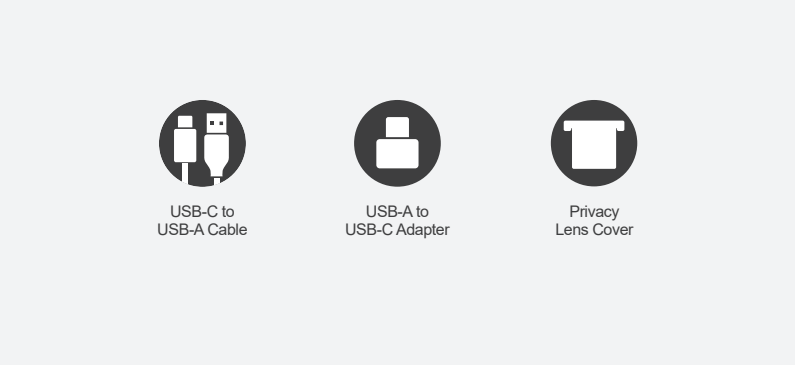 USB-C to
USB-A Cable
USB-A to
USB-C Adapter
Privacy
Lens Cover